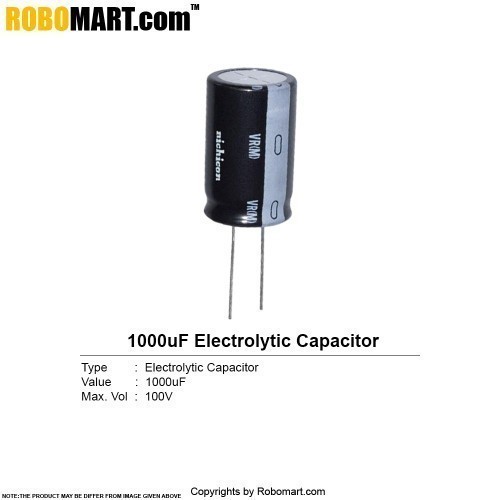 ROBOMART.com™
VR(M)
nichicon
VR(M)
1000uF Electrolytic Capacitor
Type : Electrolytic Capacitor
Value : 1000uF
Max. Vol : 100V
NOTE:THE PRODUCT MAY BE DIFFER FROM IMAGE GIVEN ABOVE
Copyrights by Robomart.com